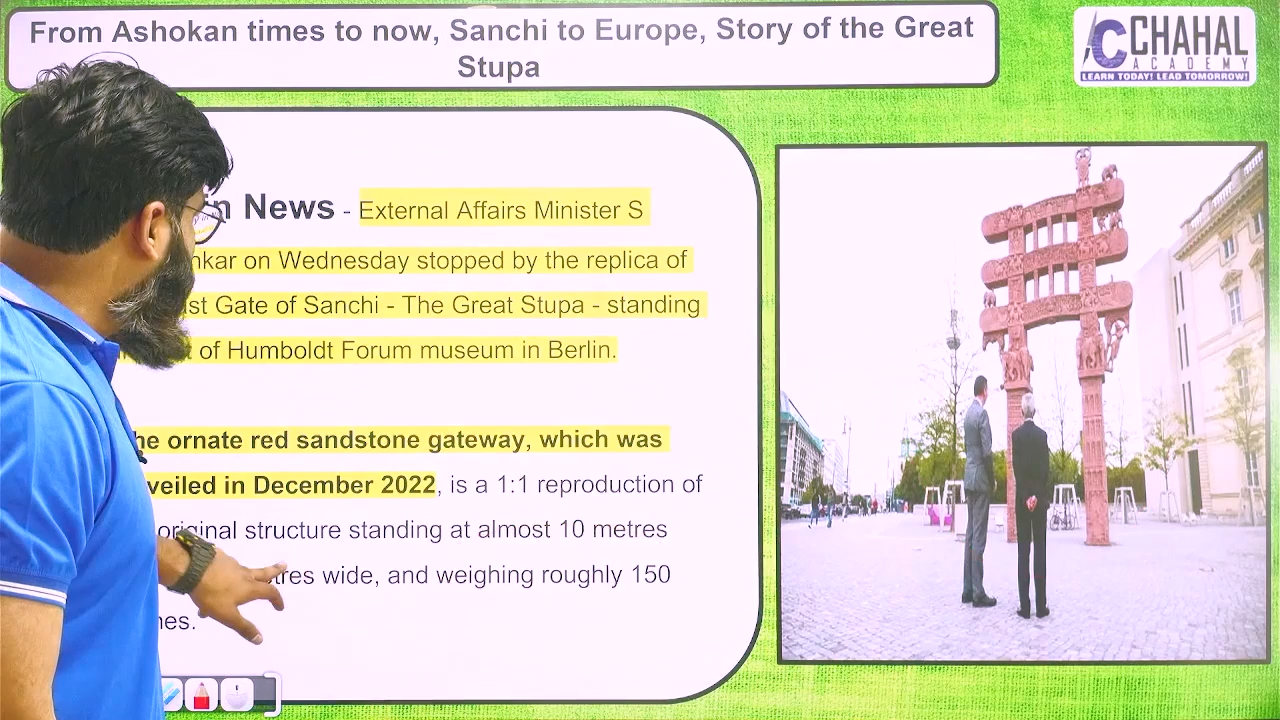 From Ashokan times to now, Sanchi to Europe, Story of the Great
Stupa
CHAHAL
ACADEMY
LEARN TODAY! LEAD TOMORROW!
in News - External Affairs Minister S
nkar on Wednesday stopped by the replica of
st Gate of Sanchi - The Great Stupa - standing
of Humboldt Forum museum in Berlin.
he ornate red sandstone gateway, which was
veiled in December 2022, is a 1:1 reproduction of
original structure standing at almost 10 metres
tres wide, and weighing roughly 150
nes.